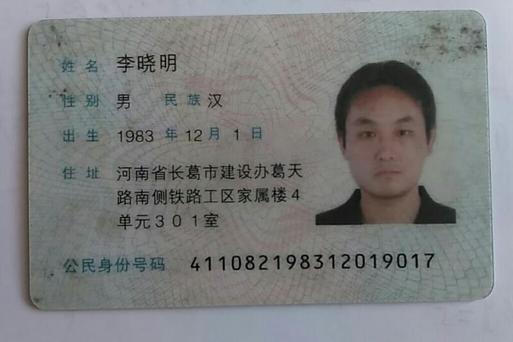 姓名 李晓明
性别 男 民族 汉
出生 1983 年 12 月 1 日
住址 河南省长葛市建设办葛天
路南侧铁路工区家属楼4
单元301室
公民身份号码 411082198312019017